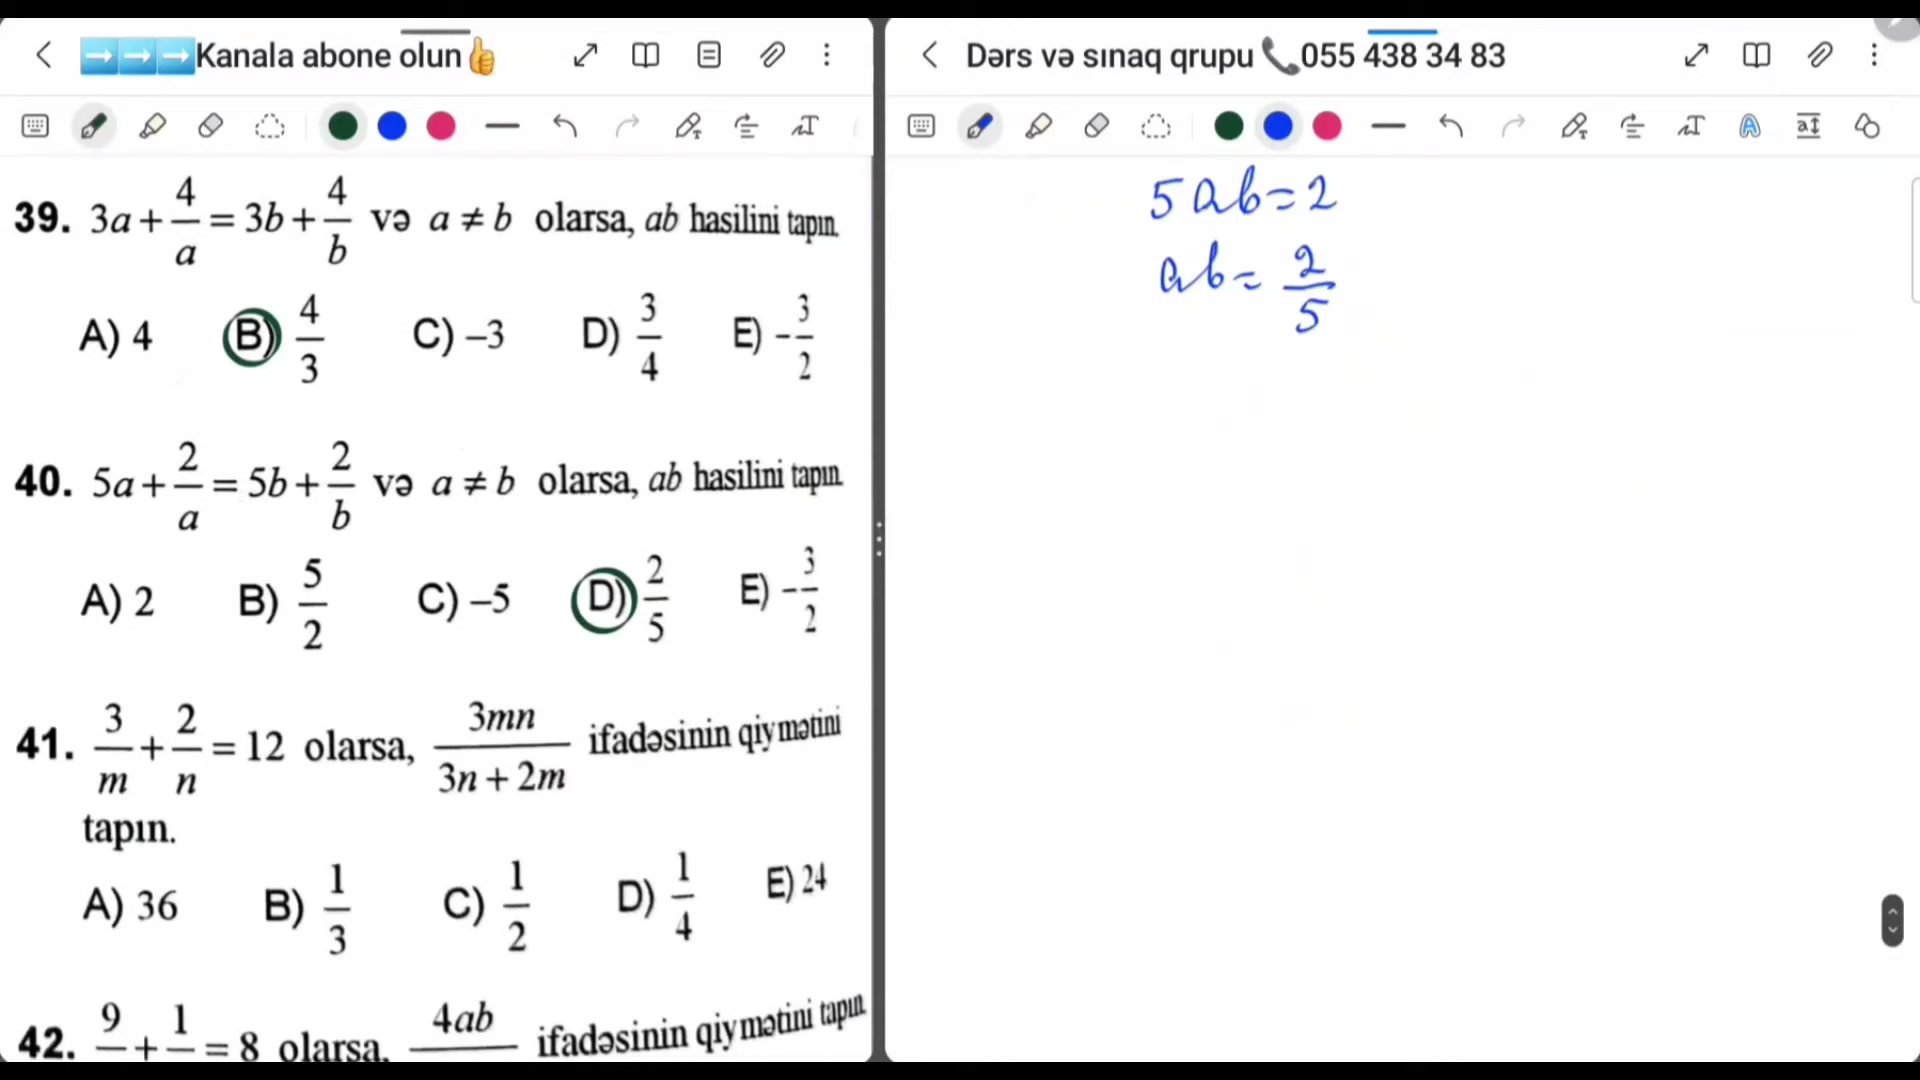 Kanala abone olun
39. 3a + 4/a = 3b + 4/b və a ≠ b olarsa, ab hasilini tapın.
A) 4 B) 4/3 C) –3 D) 3/4 E) -3/2
40. 5a + 2/a = 5b + 2/b və a ≠ b olarsa, ab hasilini tapın.
A) 2 B) 5/2 C) –5 D) 2/5 E) -3/2
41. 3/m + 2/n = 12 olarsa, 3mn/(3n + 2m) ifadəsinin qiymətini
tapın.
A) 36 B) 1/3 C) 1/2 D) 1/4 E) 24
42. 9/ + 1/ = 8 olarsa, 4ab/ ifadəsinin qiymətini tapın.
Dərs və sınaq qrupu 055 438 34 83
5ab=2
ab= 2/5